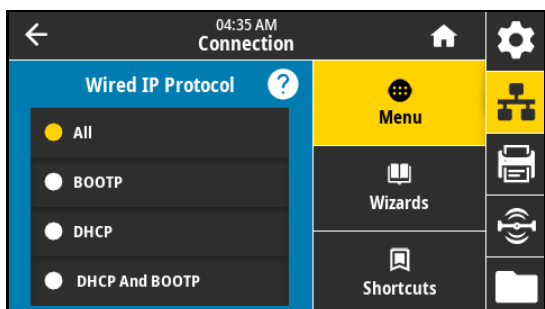 04:35 AM
Connection
Wired IP Protocol
?
All
BOOTP
DHCP
DHCP And BOOTP
Menu
Wizards
Shortcuts